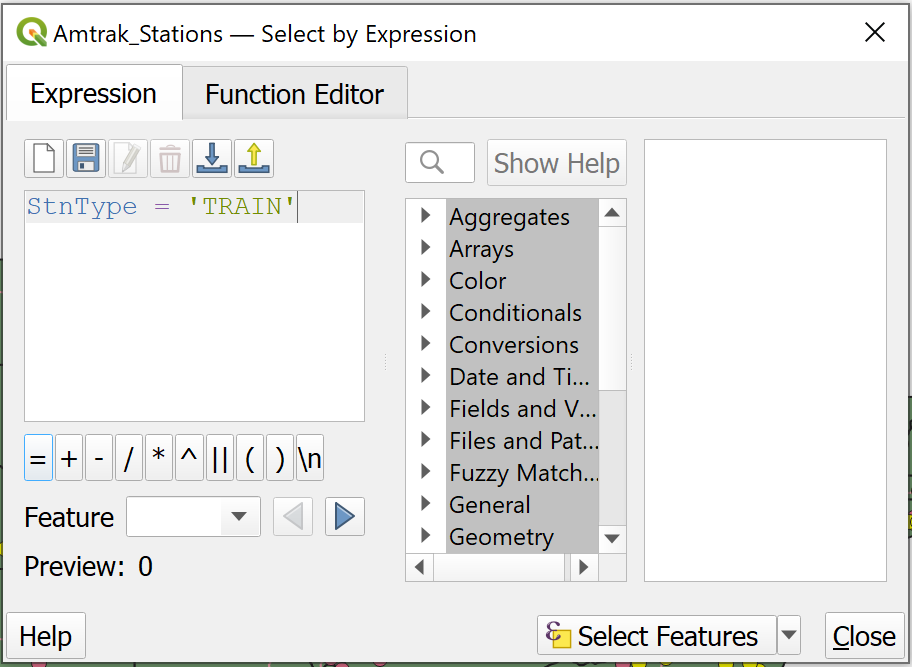 Amtrak_Stations — Select by Expression
Expression
Function Editor
Show Help
StnType = 'TRAIN'
Aggregates
Arrays
Color
Conditionals
Conversions
Date and Ti...
Fields and V...
Files and Pat...
Fuzzy Match...
General
Geometry
= + - / * ^ || ( ) \n
Feature
Preview: 0
Help
Select Features
Close